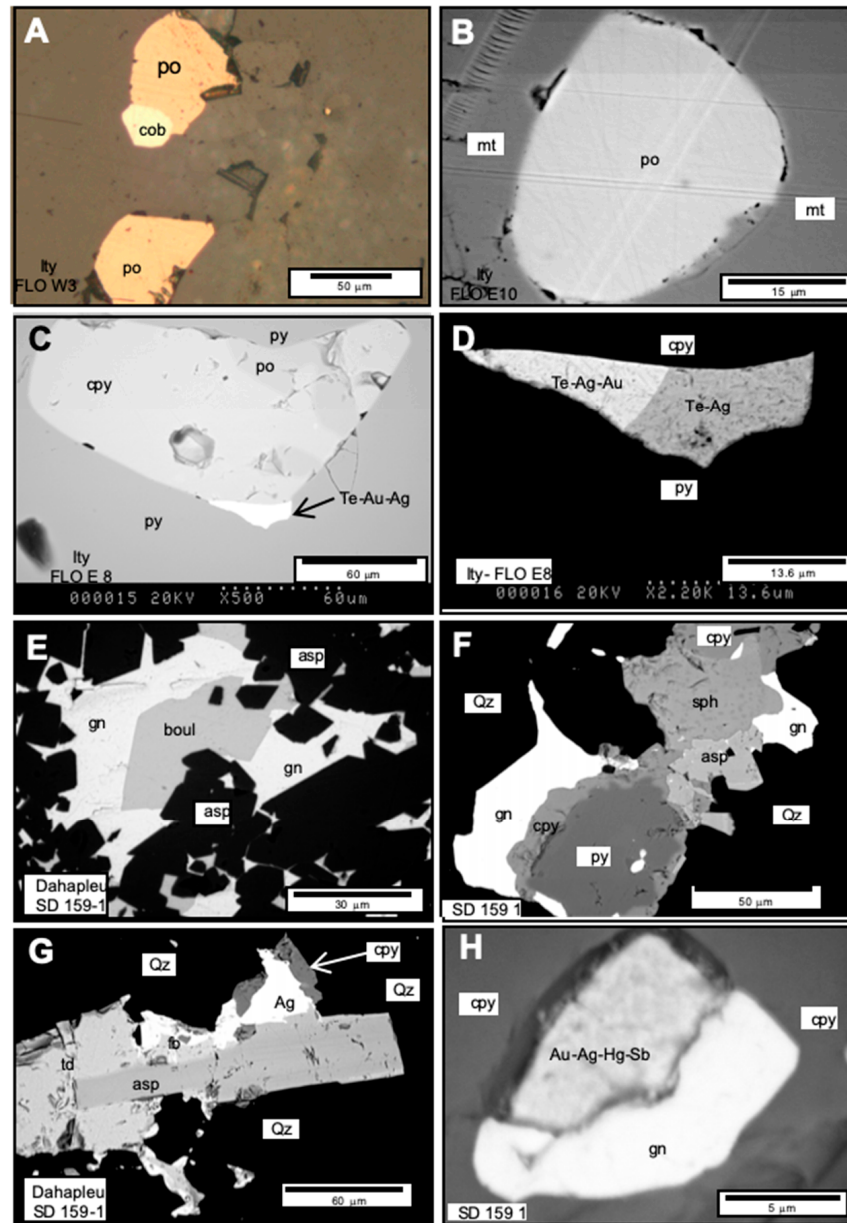 A
po
cob
po
Ity
FLO W3
50 µm
B
mt
po
mt
Ity
FLO E10
15 µm
C
py
po
cpy
Te-Au-Ag
py
Ity
FLO E 8
60 µm
000015 20KV X500 60um
D
cpy
Te-Ag-Au
Te-Ag
py
Ity- FLO E8
13.6 µm
000016 20KV X2.20K 13.6um
E
asp
gn
boul
gn
asp
Dahapleu
SD 159-1
30 µm
F
cpy
Qz
sph
gn
asp
gn
Qz
cpy
py
SD 159 1
50 µm
G
cpy
Qz
Qz
Ag
fb
td
asp
Qz
Dahapleu
SD 159-1
60 µm
H
cpy
cpy
Au-Ag-Hg-Sb
gn
SD 159 1
5 µm